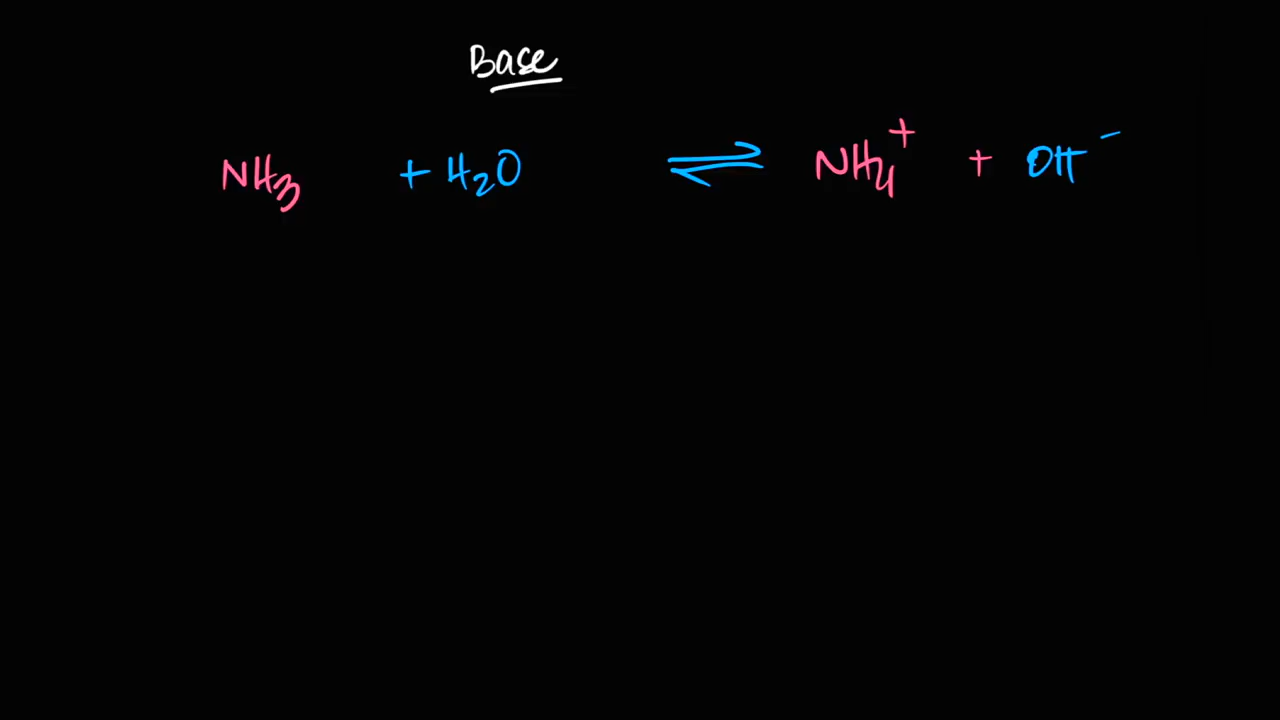 Base
NH₃ + H₂O ⇌ NH₄⁺ + OH⁻